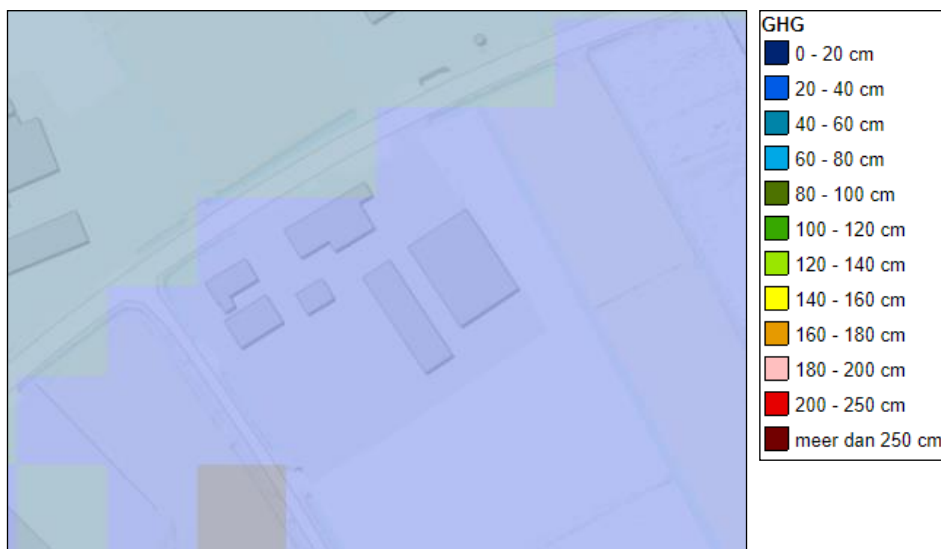 GHG
0 - 20 cm
20 - 40 cm
40 - 60 cm
60 - 80 cm
80 - 100 cm
100 - 120 cm
120 - 140 cm
140 - 160 cm
160 - 180 cm
180 - 200 cm
200 - 250 cm
meer dan 250 cm